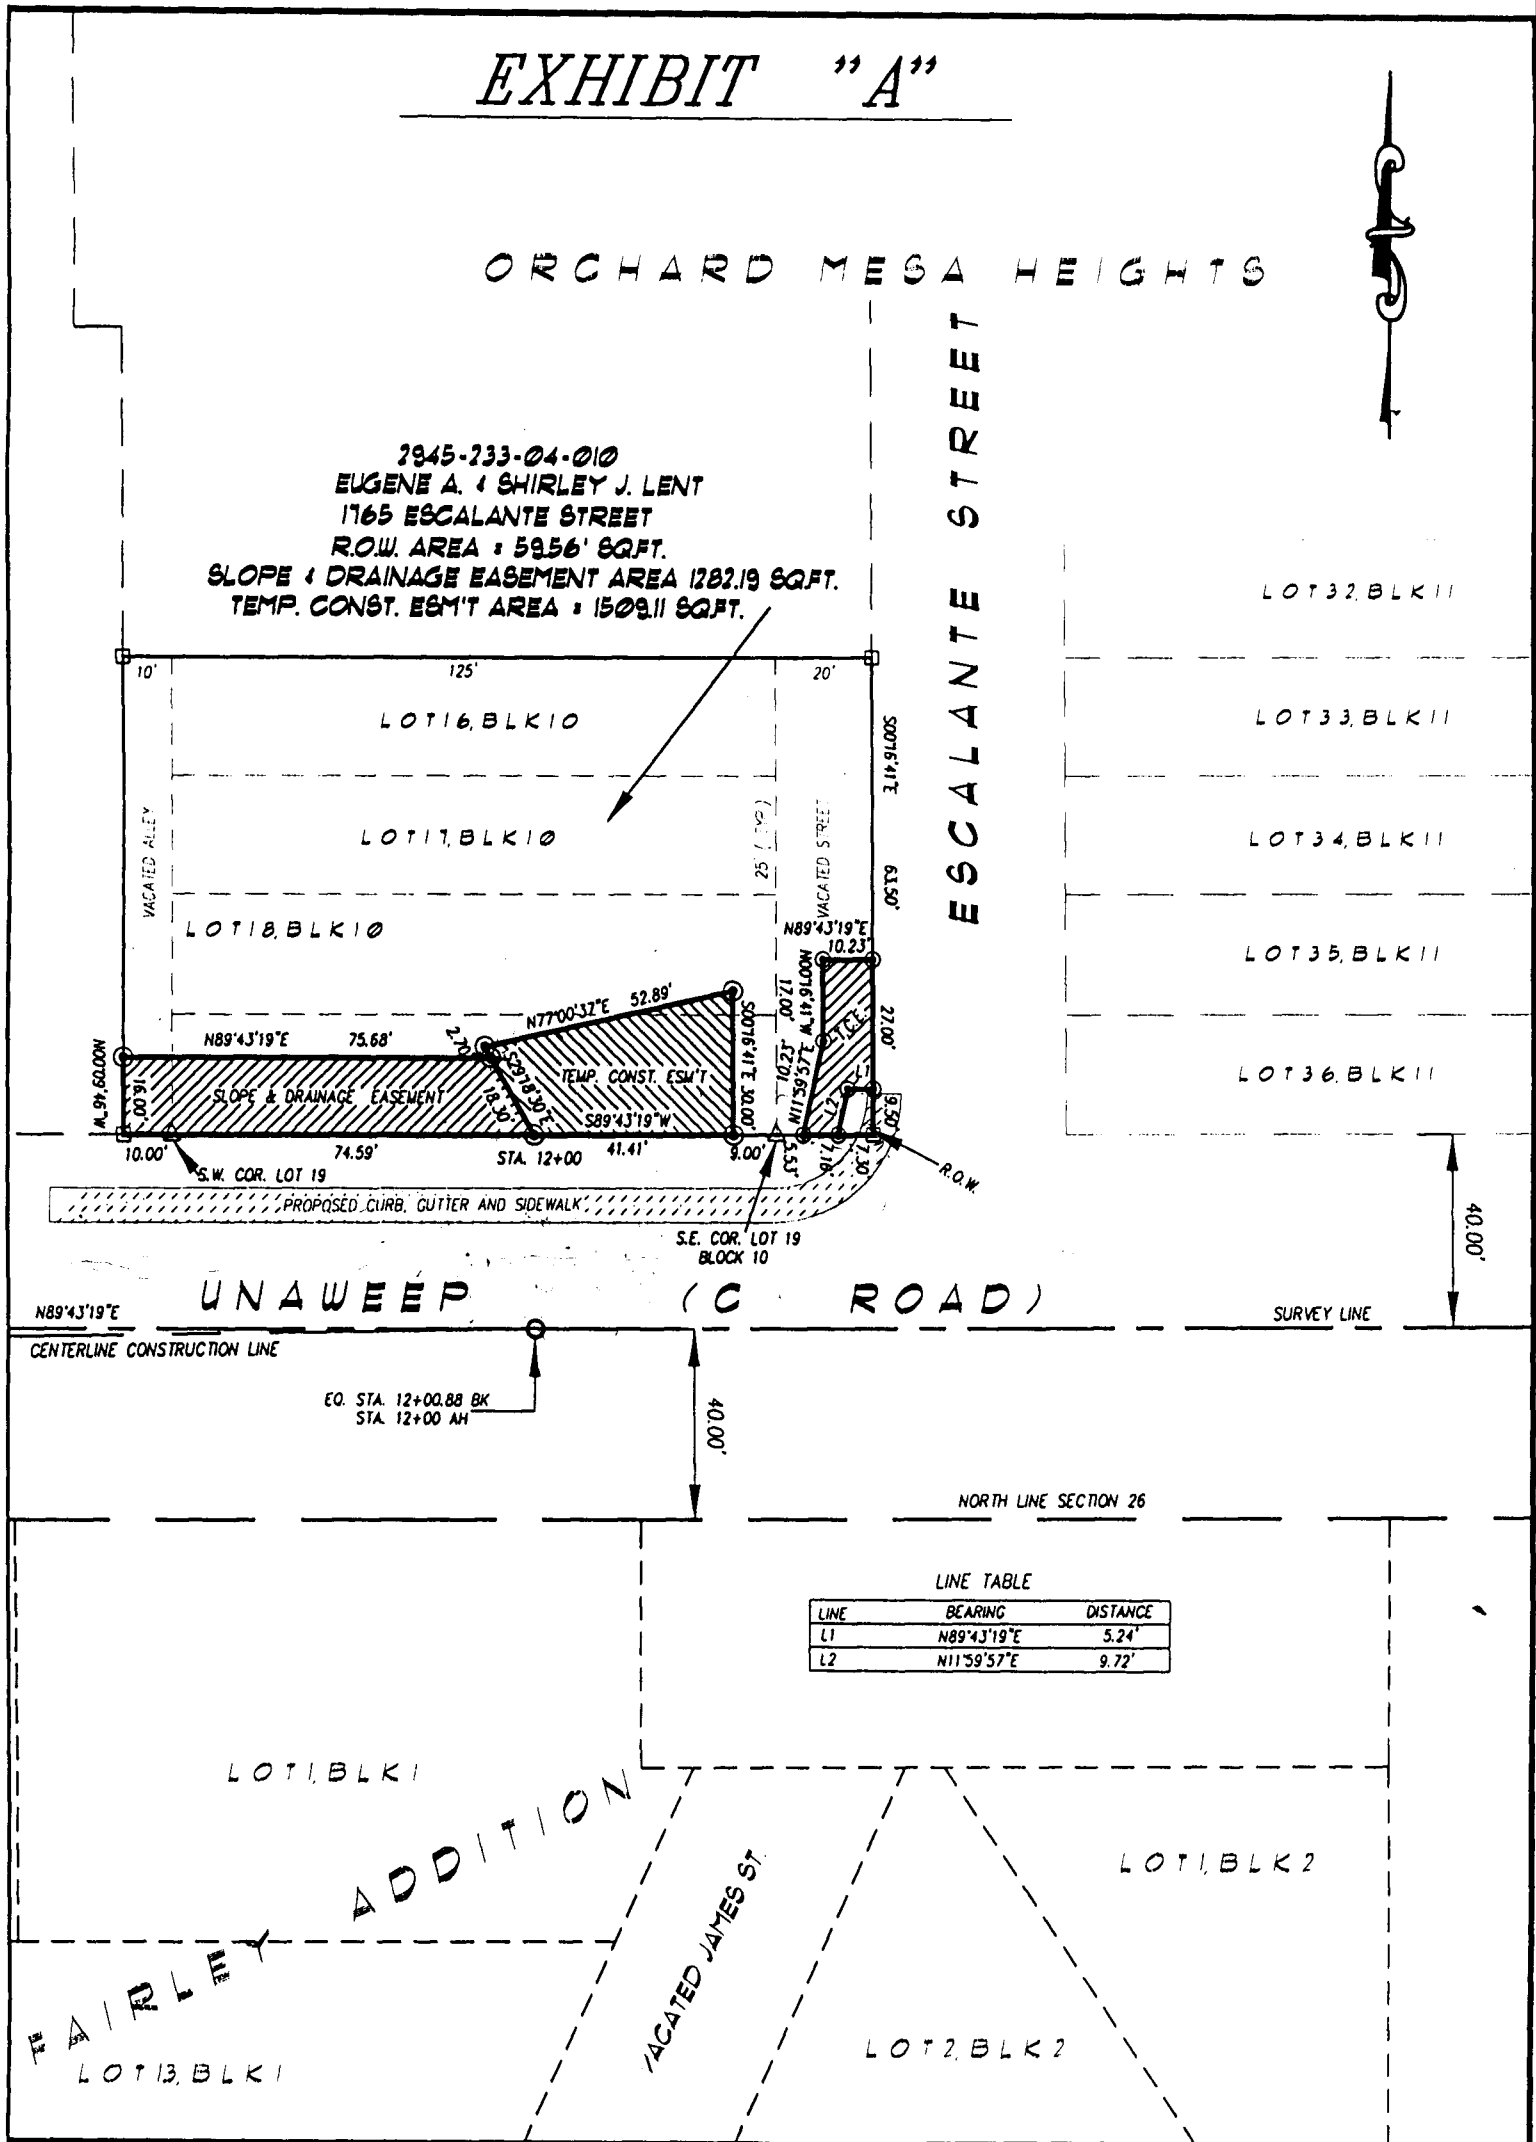 EXHIBIT "A"
ORCHARD MESA HEIGHTS
ESCALANTE STREET
2945-233-04-010
EUGENE A. & SHIRLEY J. LENT
1765 ESCALANTE STREET
R.O.W. AREA = 59.56' SQ.FT.
SLOPE & DRAINAGE EASEMENT AREA 1282.19 SQ.FT.
TEMP. CONST. ESM'T AREA = 1509.11 SQ.FT.
10'
125'
20'
LOT 16, BLK 10
LOT 17, BLK 10
LOT 18, BLK 10
VACATED ALLEY
25' (TYP.)
VACATED STREET
S00°16'41"E
63.50'
LOT 32, BLK 11
LOT 33, BLK 11
LOT 34, BLK 11
LOT 35, BLK 11
LOT 36, BLK 11
N89°43'19"E
10.23'
N00°16'41"W
17.00'
T.C.E.
27.00'
N77°00'32"E 52.89'
N89°43'19"E 75.68'
2.70'
S29°18'30"E
18.30'
TEMP. CONST. ESM'T
S00°16'41"E 30.00'
10.23'
N11°59'57"E
L1
L2
9.50'
N00°09'46"W
16.00'
SLOPE & DRAINAGE EASEMENT
S89°43'19"W
10.00'
74.59'
STA. 12+00
41.41'
9.00'
5.53'
7.16'
7.30'
R.O.W.
S.W. COR. LOT 19
PROPOSED CURB, GUTTER AND SIDEWALK
S.E. COR. LOT 19
BLOCK 10
40.00'
UNAWEEP (C ROAD)
N89°43'19"E
SURVEY LINE
CENTERLINE CONSTRUCTION LINE
EQ. STA. 12+00.88 BK
STA. 12+00 AH
40.00'
NORTH LINE SECTION 26
LINE TABLE
LINE BEARING DISTANCE
L1 N89°43'19"E 5.24'
L2 N11°59'57"E 9.72'
LOT 1, BLK 1
FAIRLEY ADDITION
LOT 1, BLK 2
VACATED JAMES ST.
LOT 2, BLK 2
LOT 13, BLK 1